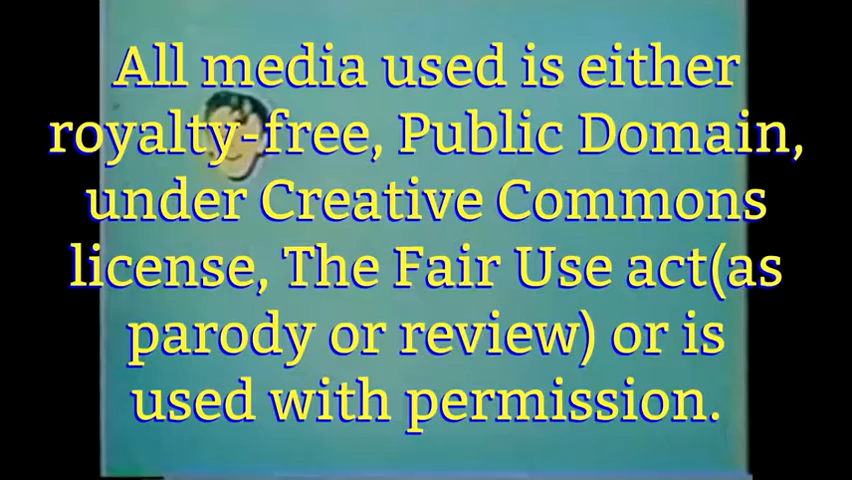 All media used is either
royalty-free, Public Domain,
under Creative Commons
license, The Fair Use act(as
parody or review) or is
used with permission.